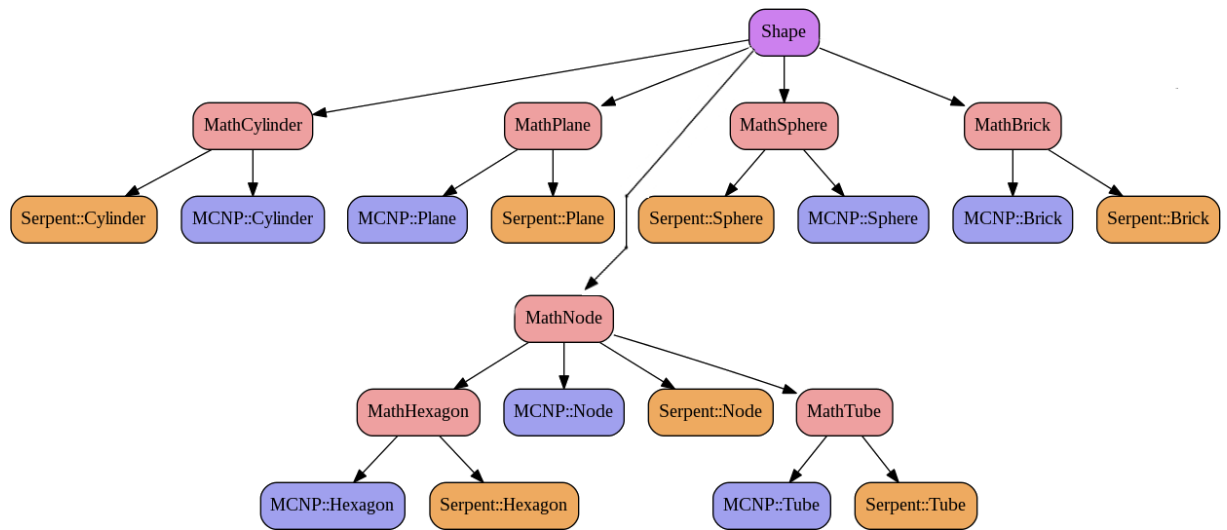 Shape
MathCylinder
MathPlane
MathSphere
MathBrick
Serpent::Cylinder
MCNP::Cylinder
MCNP::Plane
Serpent::Plane
Serpent::Sphere
MCNP::Sphere
MCNP::Brick
Serpent::Brick
MathNode
MathHexagon
MCNP::Node
Serpent::Node
MathTube
MCNP::Hexagon
Serpent::Hexagon
MCNP::Tube
Serpent::Tube